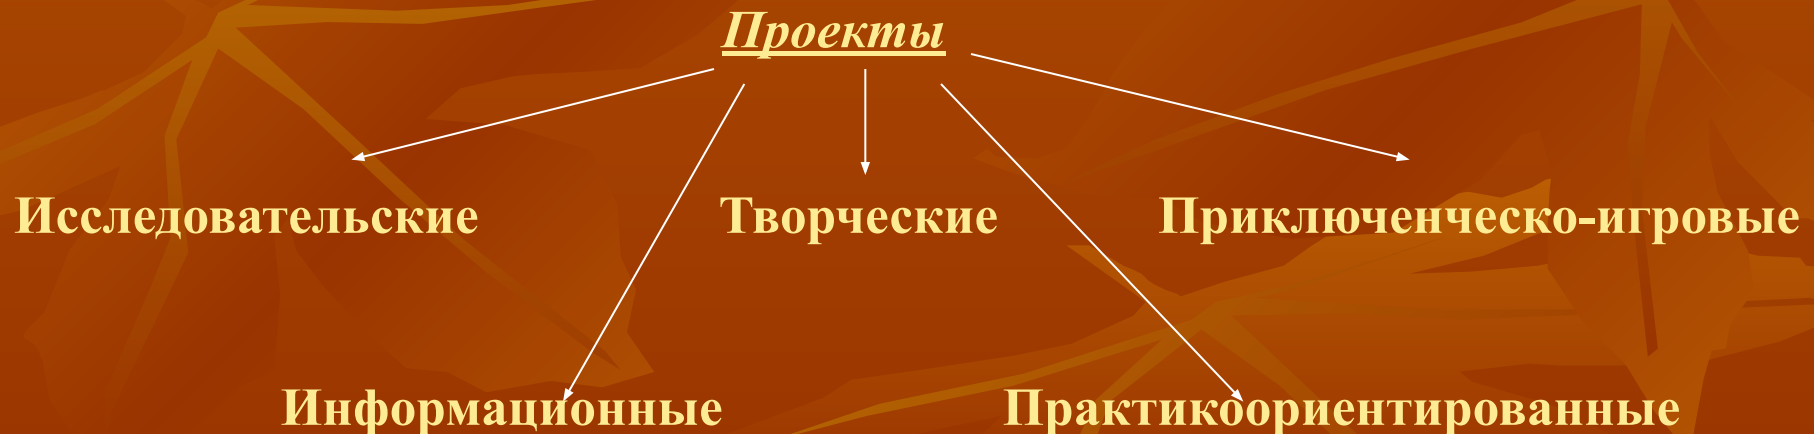 Проекты
Исследовательские Творческие Приключенческо-игровые
Информационные Практикоориентированные